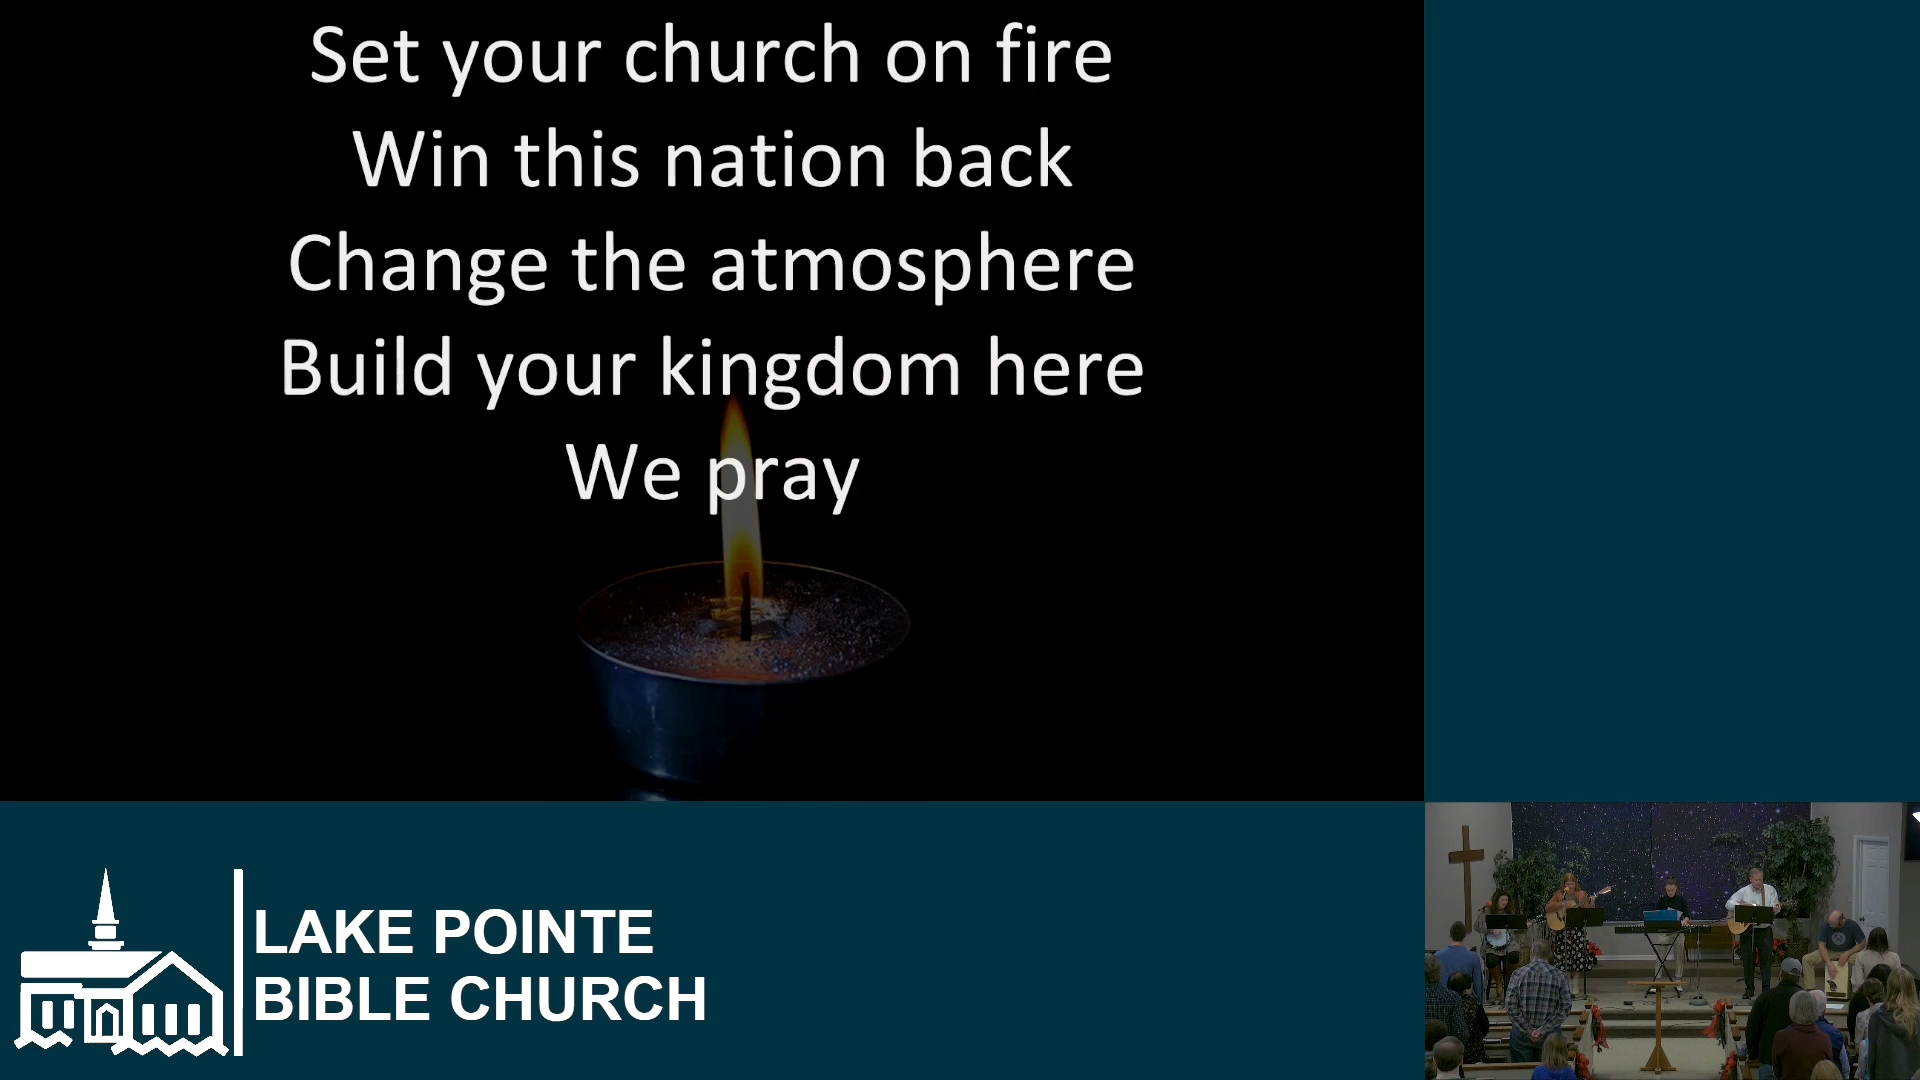 Set your church on fire
Win this nation back
Change the atmosphere
Build your kingdom here
We pray
LAKE POINTE
BIBLE CHURCH